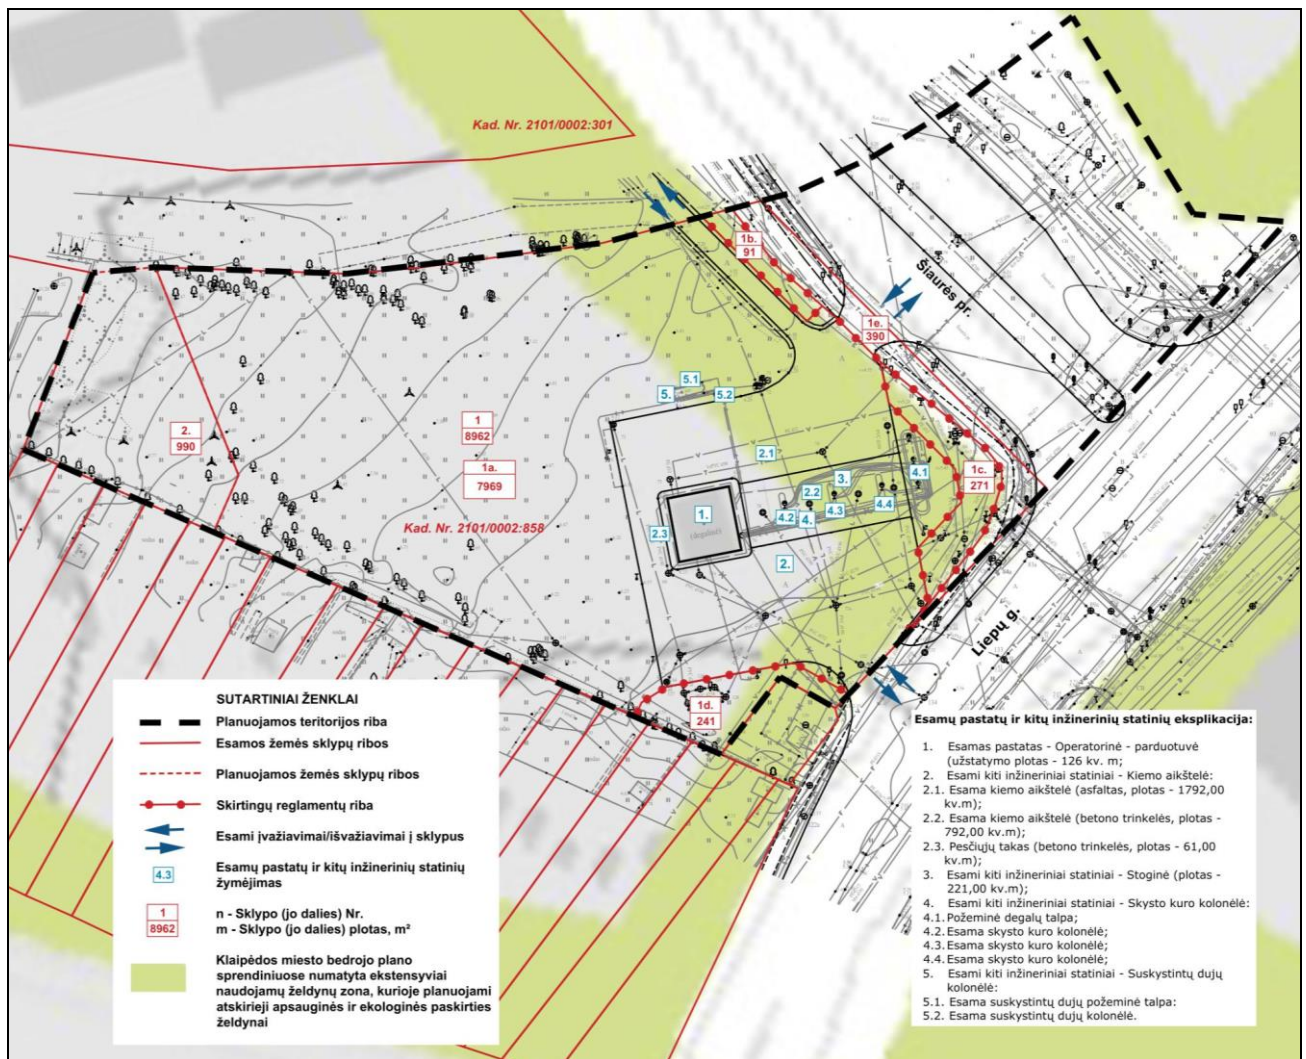 Kad. Nr. 2101/0002:301
1b.
91
Šiaurės pr.
1e.
390
5.1
5.
5.2
2.
990
1
8962
1a.
7969
Kad. Nr. 2101/0002:858
2.1
3.
4.1
2.2
1c.
271
4.4
4.3
4.2
4.
1.
2.3
2.
Liepų g.
1d.
241
SUTARTINIAI ŽENKLAI
Planuojamos teritorijos riba
Esamos žemės sklypų ribos
Planuojamos žemės sklypų ribos
Skirtingų reglamentų riba
Esami įvažiavimai/išvažiavimai į sklypus
4.3
Esamų pastatų ir kitų inžinerinių statinių
žymėjimas
1
8962
n - Sklypo (jo dalies) Nr.
m - Sklypo (jo dalies) plotas, m²
Klaipėdos miesto bedrojo plano
sprendiniuose numatyta ekstensyviai
naudojamų želdynų zona, kurioje planuojami
atskirieji apsauginės ir ekologinės paskirties
želdynai
Esamų pastatų ir kitų inžinerinių statinių eksplikacija:
1. Esamas pastatas - Operatorinė - parduotuvė
(užstatymo plotas - 126 kv. m;
2. Esami kiti inžineriniai statiniai - Kiemo aikštelė:
2.1. Esama kiemo aikštelė (asfaltas, plotas - 1792,00
kv.m);
2.2. Esama kiemo aikštelė (betono trinkelės, plotas -
792,00 kv.m);
2.3. Pesčiųjų takas (betono trinkelės, plotas - 61,00
kv.m);
3. Esami kiti inžineriniai statiniai - Stoginė (plotas -
221,00 kv.m);
4. Esami kiti inžineriniai statiniai - Skysto kuro kolonėlė:
4.1. Požeminė degalų talpa;
4.2. Esama skysto kuro kolonėlė;
4.3. Esama skysto kuro kolonėlė;
4.4. Esama skysto kuro kolonėlė;
5. Esami kiti inžineriniai statiniai - Suskystintų dujų
kolonėlė:
5.1. Esama suskystintų dujų požeminė talpa:
5.2. Esama suskystintų dujų kolonėlė.